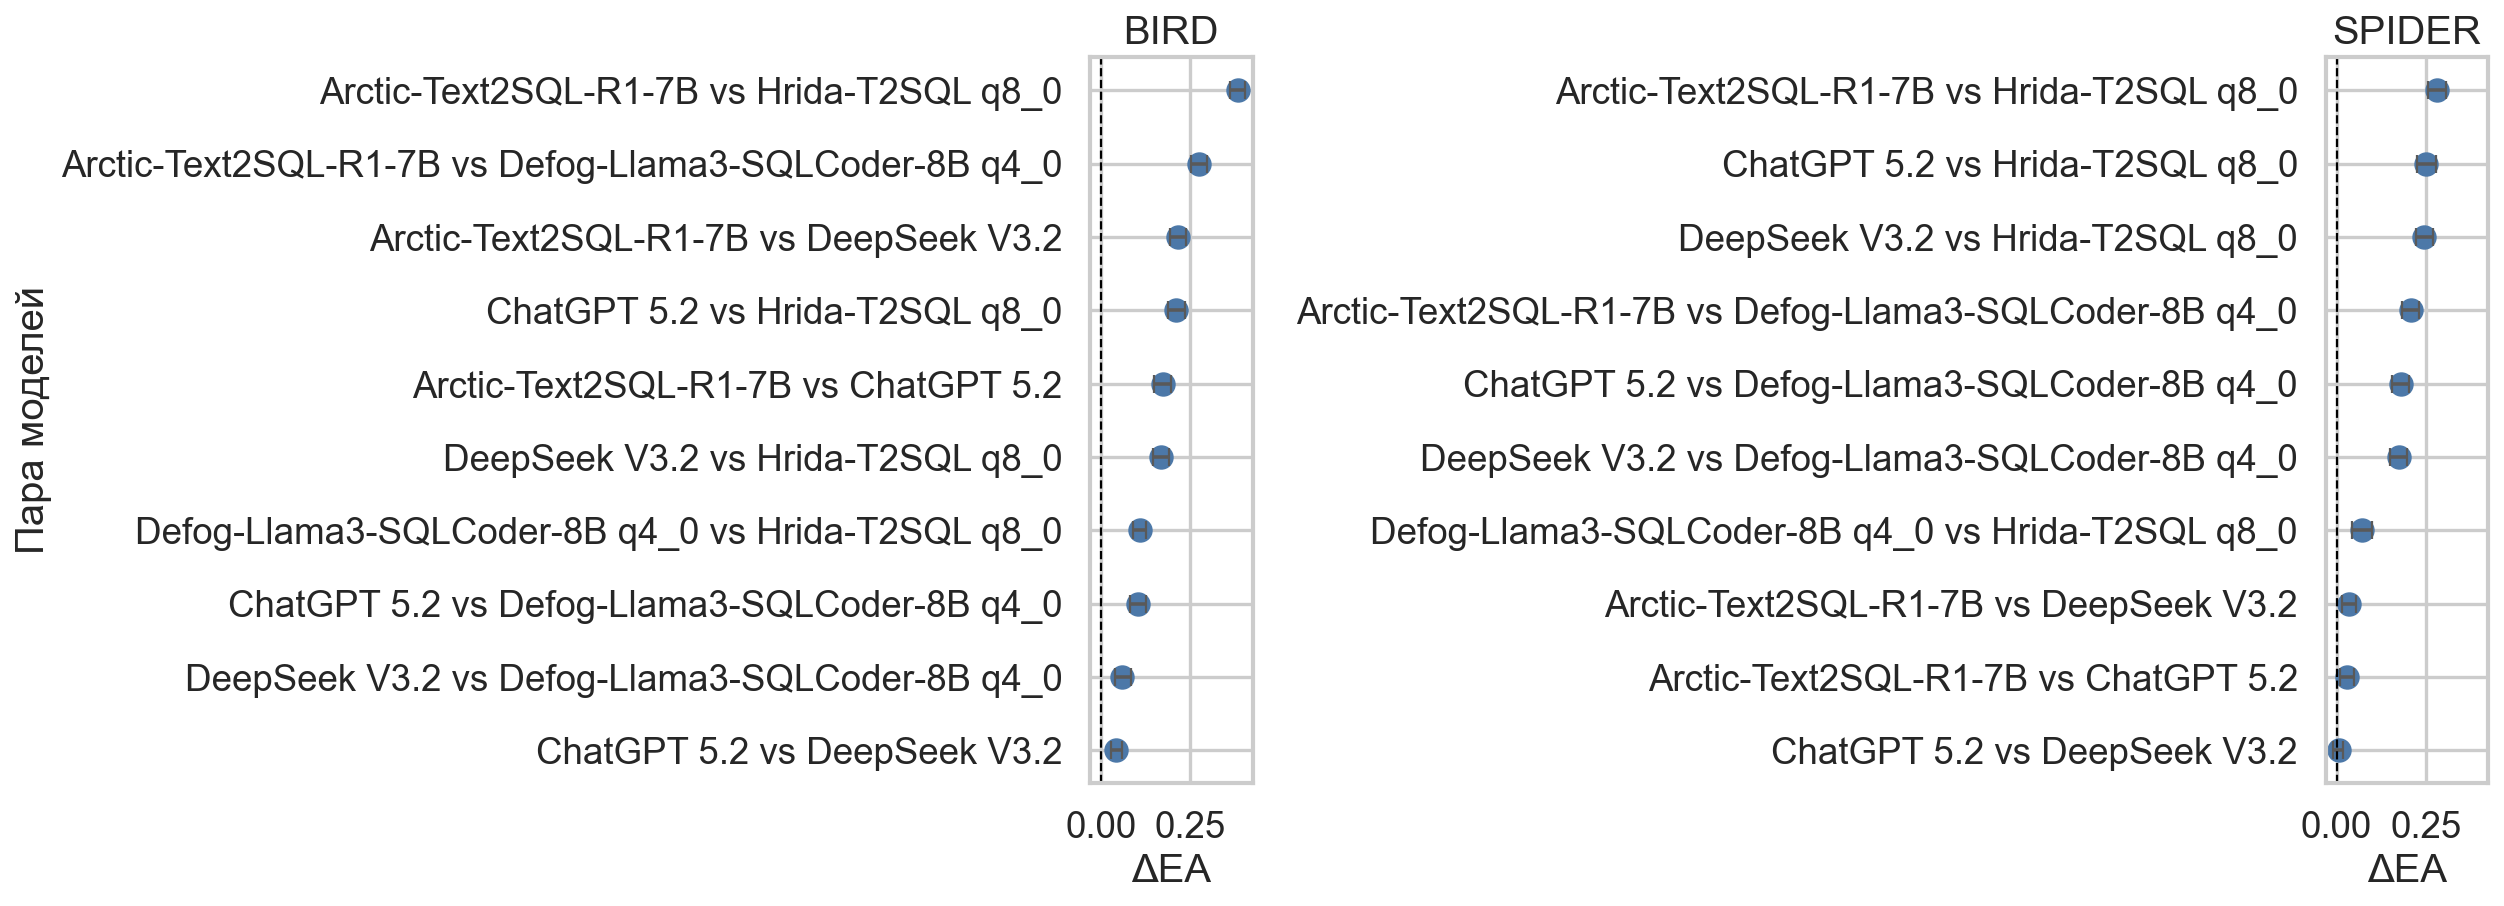 BIRD
Пара моделей
Arctic-Text2SQL-R1-7B vs Hrida-T2SQL q8_0
Arctic-Text2SQL-R1-7B vs Defog-Llama3-SQLCoder-8B q4_0
Arctic-Text2SQL-R1-7B vs DeepSeek V3.2
ChatGPT 5.2 vs Hrida-T2SQL q8_0
Arctic-Text2SQL-R1-7B vs ChatGPT 5.2
DeepSeek V3.2 vs Hrida-T2SQL q8_0
Defog-Llama3-SQLCoder-8B q4_0 vs Hrida-T2SQL q8_0
ChatGPT 5.2 vs Defog-Llama3-SQLCoder-8B q4_0
DeepSeek V3.2 vs Defog-Llama3-SQLCoder-8B q4_0
ChatGPT 5.2 vs DeepSeek V3.2
0.00 0.25
ΔEA
SPIDER
Arctic-Text2SQL-R1-7B vs Hrida-T2SQL q8_0
ChatGPT 5.2 vs Hrida-T2SQL q8_0
DeepSeek V3.2 vs Hrida-T2SQL q8_0
Arctic-Text2SQL-R1-7B vs Defog-Llama3-SQLCoder-8B q4_0
ChatGPT 5.2 vs Defog-Llama3-SQLCoder-8B q4_0
DeepSeek V3.2 vs Defog-Llama3-SQLCoder-8B q4_0
Defog-Llama3-SQLCoder-8B q4_0 vs Hrida-T2SQL q8_0
Arctic-Text2SQL-R1-7B vs DeepSeek V3.2
Arctic-Text2SQL-R1-7B vs ChatGPT 5.2
ChatGPT 5.2 vs DeepSeek V3.2
0.00 0.25
ΔEA